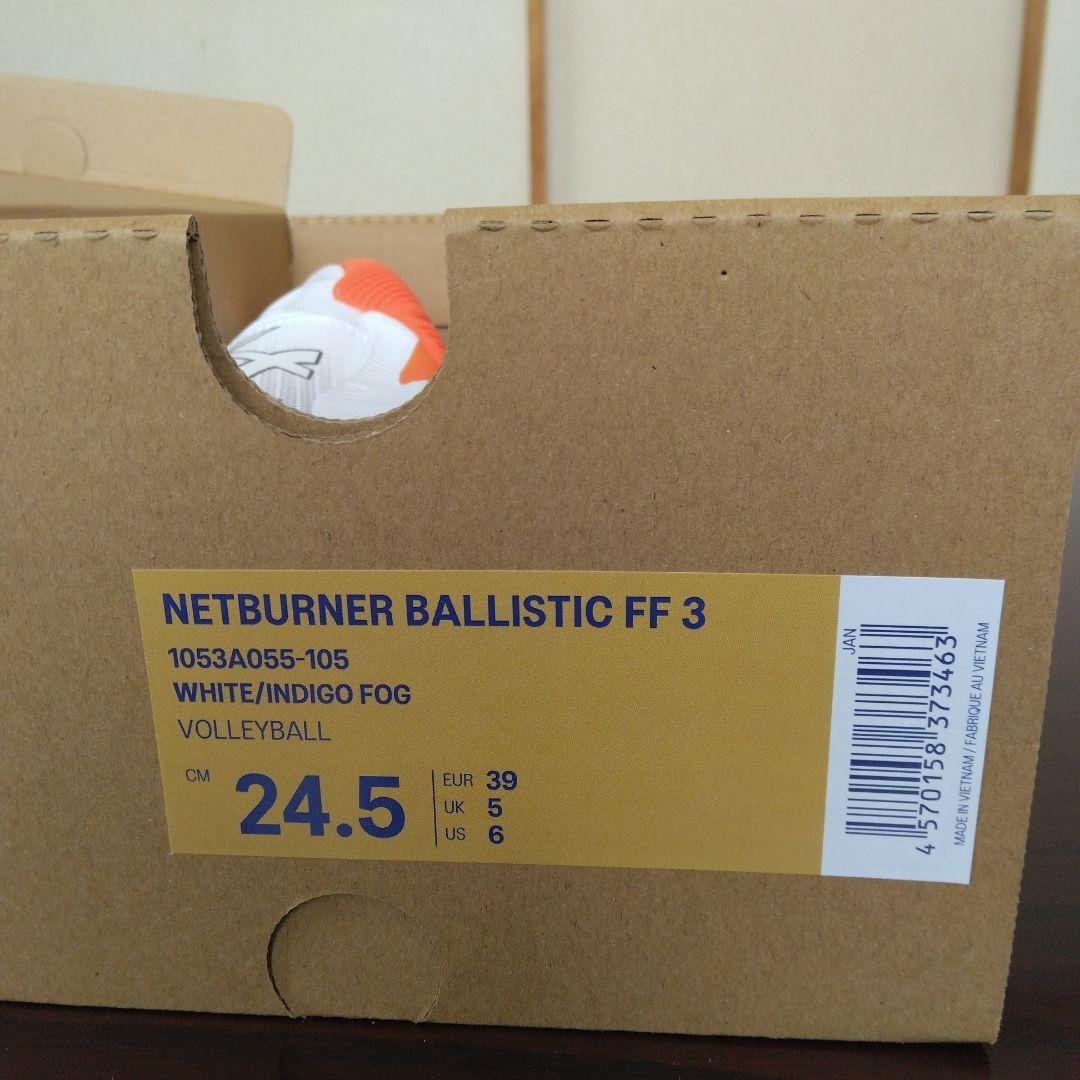 NETBURNER BALLISTIC FF 3
1053A055-105
WHITE/INDIGO FOG
VOLLEYBALL
CM 24.5
EUR 39
UK 5
US 6
JAN
4 570158 373463
MADE IN VIETNAM / FABRIQUE AU VIETNAM